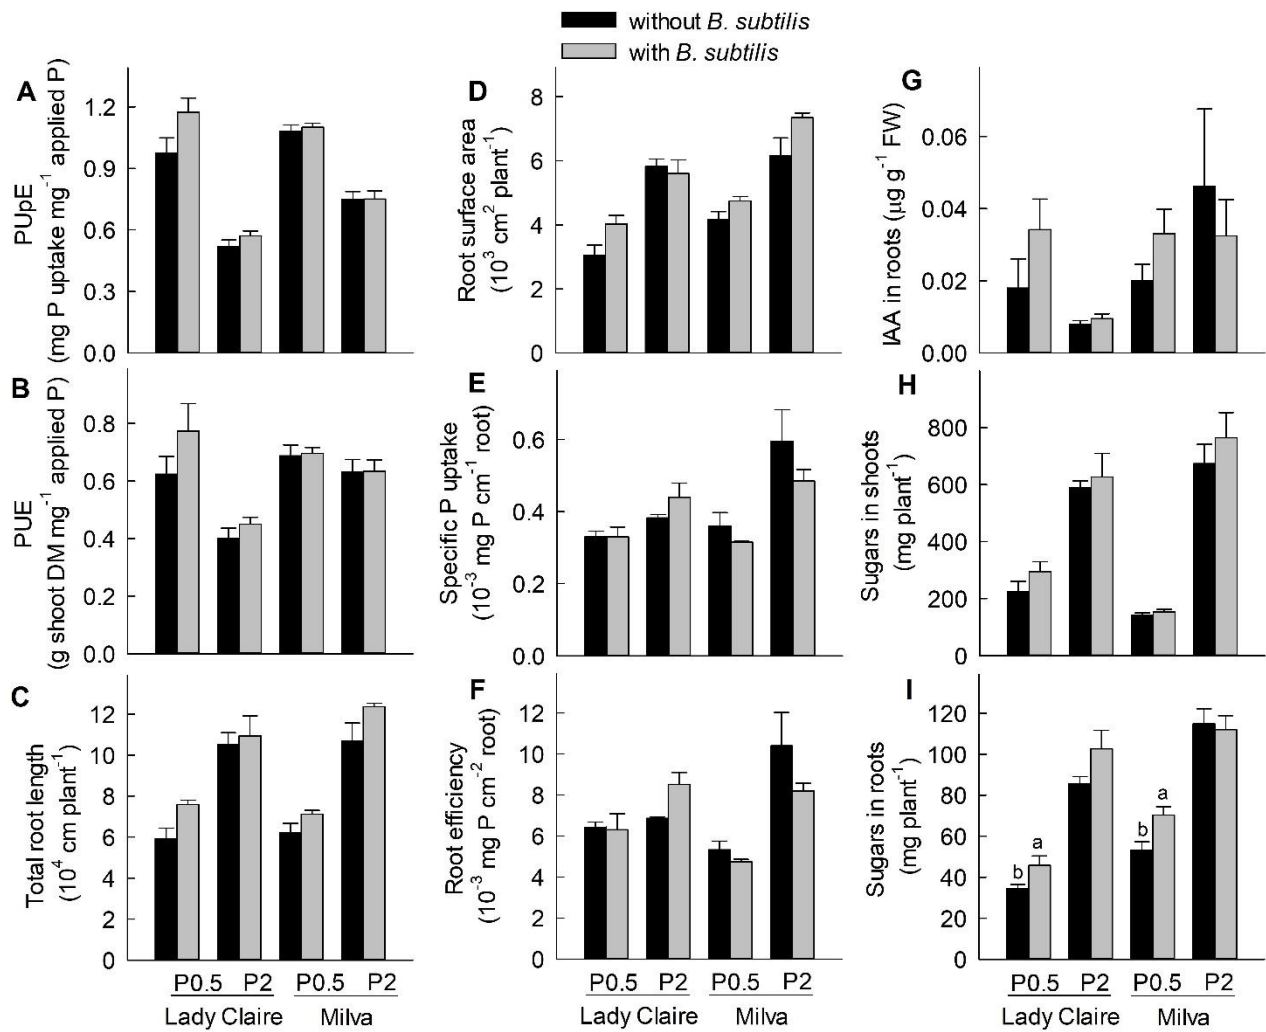 without B. subtilis
with B. subtilis
A
PUpE
(mg P uptake mg⁻¹ applied P)
1.2
0.9
0.6
0.3
0.0
D
Root surface area
(10³ cm² plant⁻¹)
8
6
4
2
0
G
IAA in roots (µg g⁻¹ FW)
0.06
0.04
0.02
0.00
B
PUE
(g shoot DM mg⁻¹ applied P)
0.8
0.6
0.4
0.2
0.0
E
Specific P uptake
(10⁻³ mg P cm⁻¹ root)
0.6
0.4
0.2
0.0
H
Sugars in shoots
(mg plant⁻¹)
800
600
400
200
0
C
Total root length
(10⁴ cm plant⁻¹)
12
10
8
6
4
2
0
P0.5 P2 P0.5 P2
Lady Claire Milva
F
Root efficiency
(10⁻³ mg P cm⁻² root)
12
10
8
6
4
2
0
P0.5 P2 P0.5 P2
Lady Claire Milva
I
Sugars in roots
(mg plant⁻¹)
120
100
80
60
40
20
0
b a b a
P0.5 P2 P0.5 P2
Lady Claire Milva